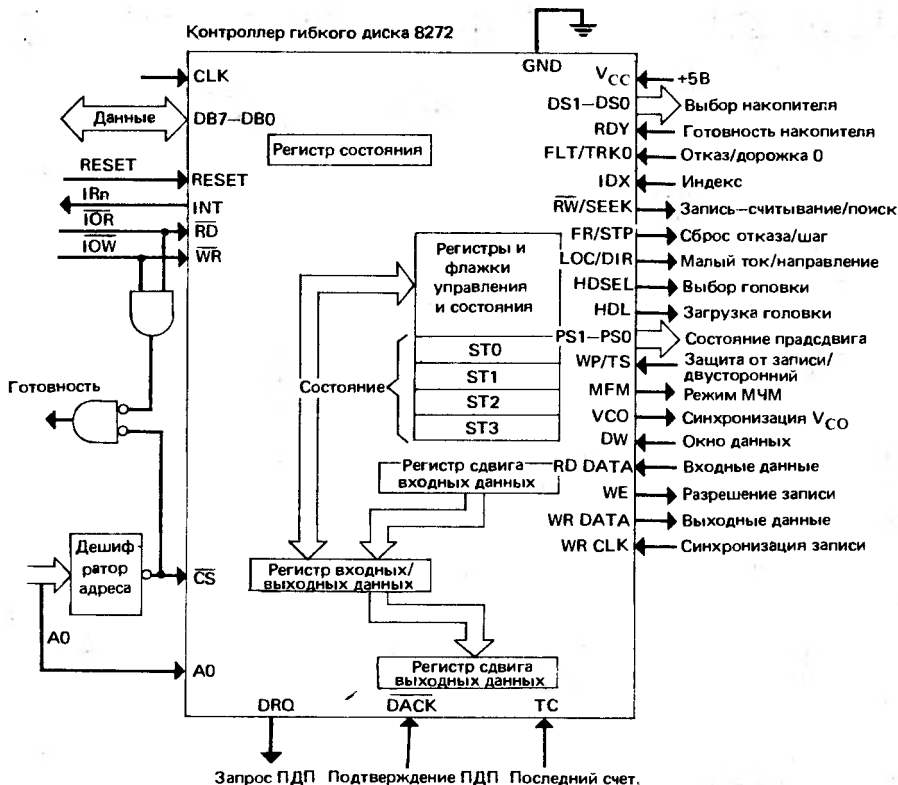 Контроллер гибкого диска 8272
GND
CLK
VCC
+5В
Данные
DB7–DB0
DS1–DS0
Выбор накопителя
Регистр состояния
RDY
Готовность накопителя
FLT/TRK0
Отказ/дорожка 0
RESET
RESET
IDX
Индекс
IRn
INT
RW/SEEK
Запись–считывание/поиск
IOR
RD
FR/STP
Сброс отказа/шаг
IOW
WR
Регистры и
флажки
управления
и состояния
LOC/DIR
Малый ток/направление
HDSEL
Выбор гоповки
HDL
Загрузка головки
PS1–PS0
Состояние прадсдвига
Состояние
ST0
ST1
ST2
ST3
WP/TS
Защита от записи/
двусторонний
MFM
Режим МЧМ
Готовность
VCO
Синхронизация VCO
DW
Окно данных
Регистр сдвига
входных данных
RD DATA
Входные данные
WE
Разрешение записи
WR DATA
Выходные данные
WR CLK
Синхронизация записи
Дешиф-
ратор
адреса
CS
Регистр входных/
выходных данных
A0
A0
Регистр сдвига
выходных данных
DRQ
DACK
TC
Запрос ПДП
Подтверждение ПДП
Последний счет.